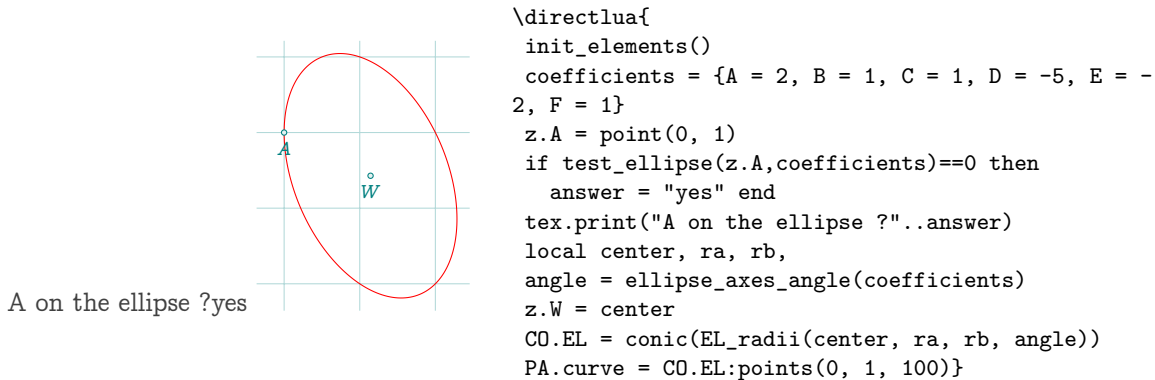 A
W
A on the ellipse ?yes
\directlua{
init_elements()
coefficients = {A = 2, B = 1, C = 1, D = -5, E = -
2, F = 1}
z.A = point(0, 1)
if test_ellipse(z.A,coefficients)==0 then
answer = "yes" end
tex.print("A on the ellipse ?"..answer)
local center, ra, rb,
angle = ellipse_axes_angle(coefficients)
z.W = center
CO.EL = conic(EL_radii(center, ra, rb, angle))
PA.curve = CO.EL:points(0, 1, 100)}